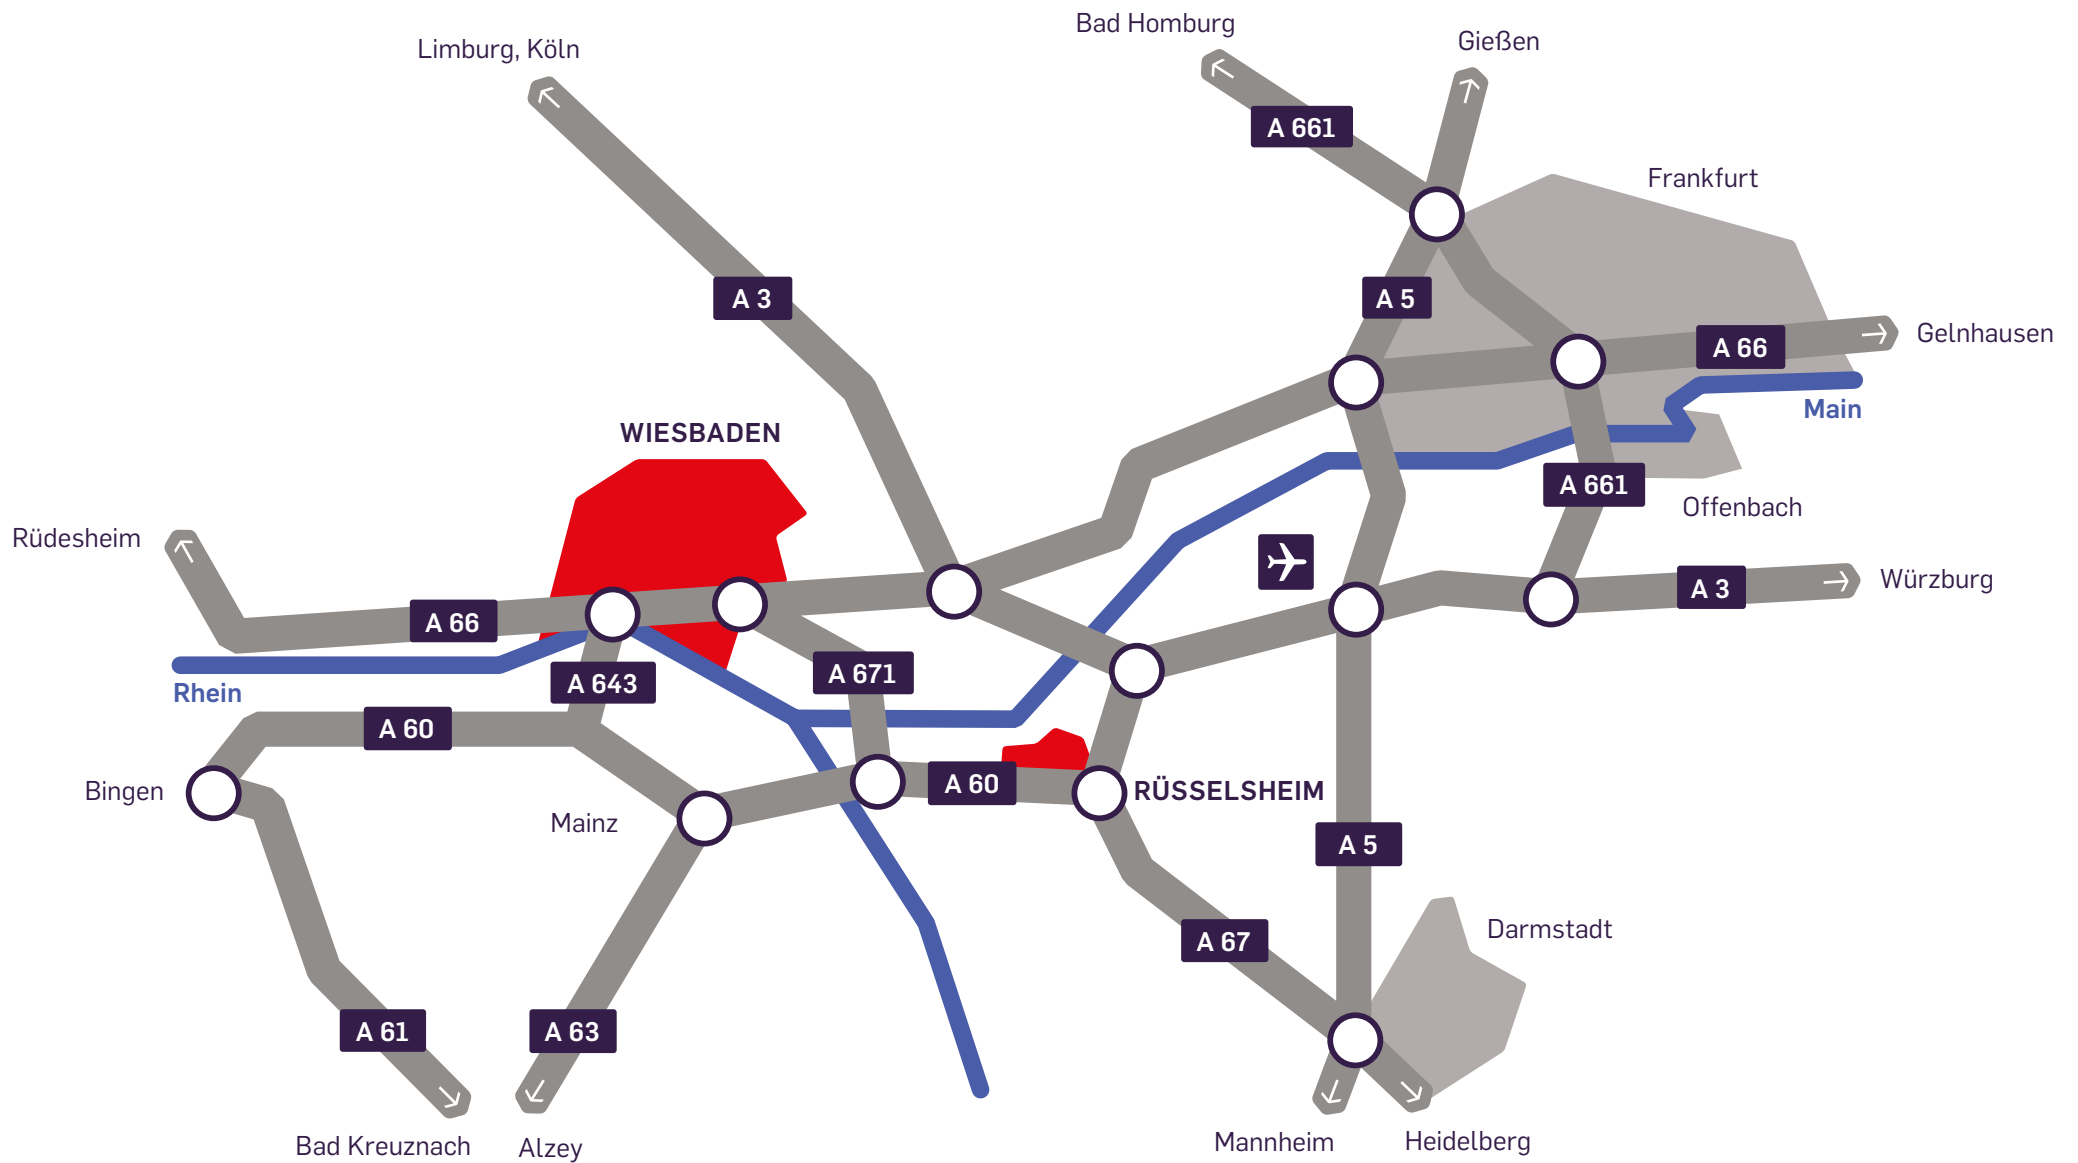 Bad Homburg
Gießen
Limburg, Köln
A 661
Frankfurt
A 3
A 5
Gelnhausen
A 66
Main
WIESBADEN
A 661
Offenbach
Rüdesheim
Würzburg
A 3
A 66
Rhein
A 643
A 671
A 60
A 60
RÜSSELSHEIM
Bingen
Mainz
A 5
Darmstadt
A 67
A 61
A 63
Bad Kreuznach
Alzey
Mannheim
Heidelberg